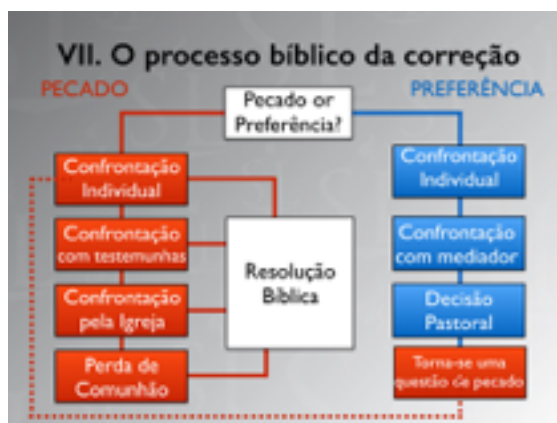 VII. O processo bíblico da correção
PECADO
PREFERÊNCIA
Pecado or
Preferência?
Confrontação
Individual
Confrontação
com testemunhas
Confrontação
pela Igreja
Perda de
Comunhão
Resolução
Bíblica
Confrontação
Individual
Confrontação
com mediador
Decisão
Pastoral
Torna-se uma
questão de pecado